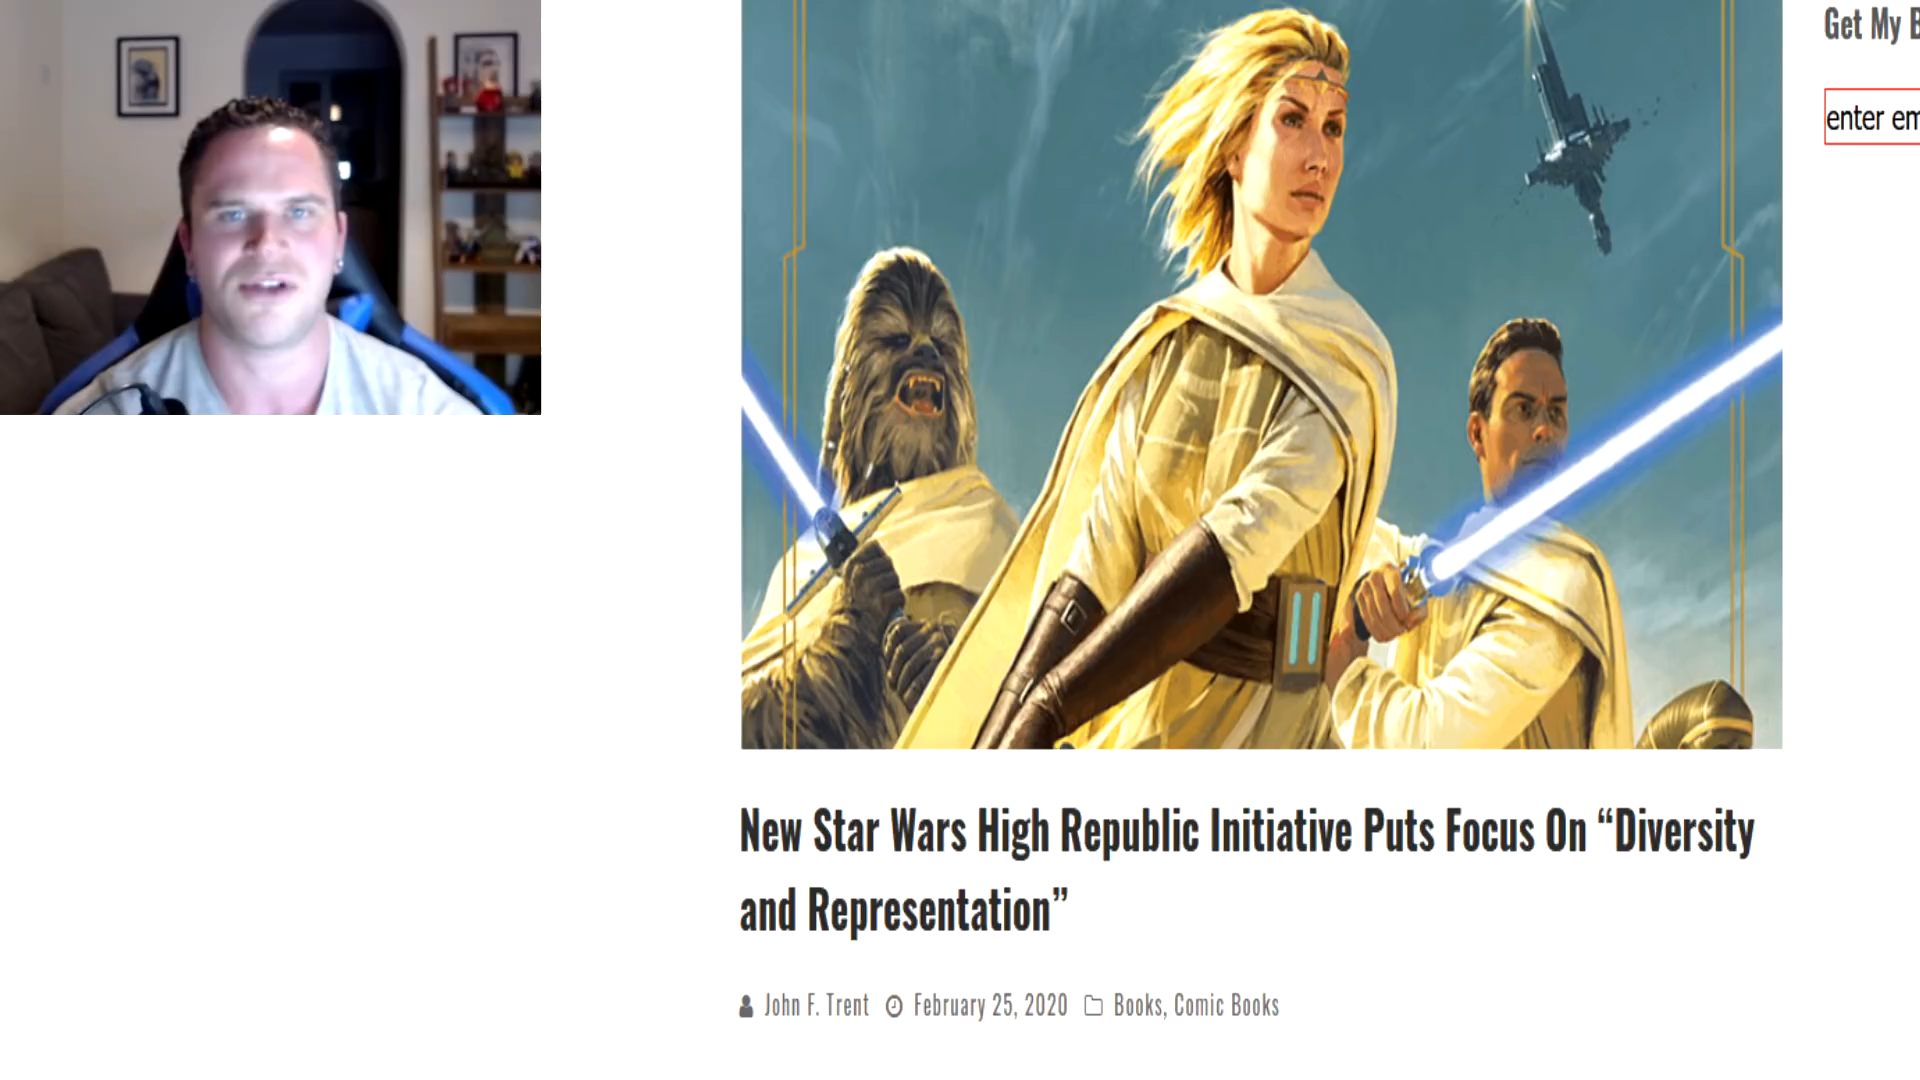 Get My B
enter em
New Star Wars High Republic Initiative Puts Focus On “Diversity
and Representation”
John F. Trent February 25, 2020 Books, Comic Books